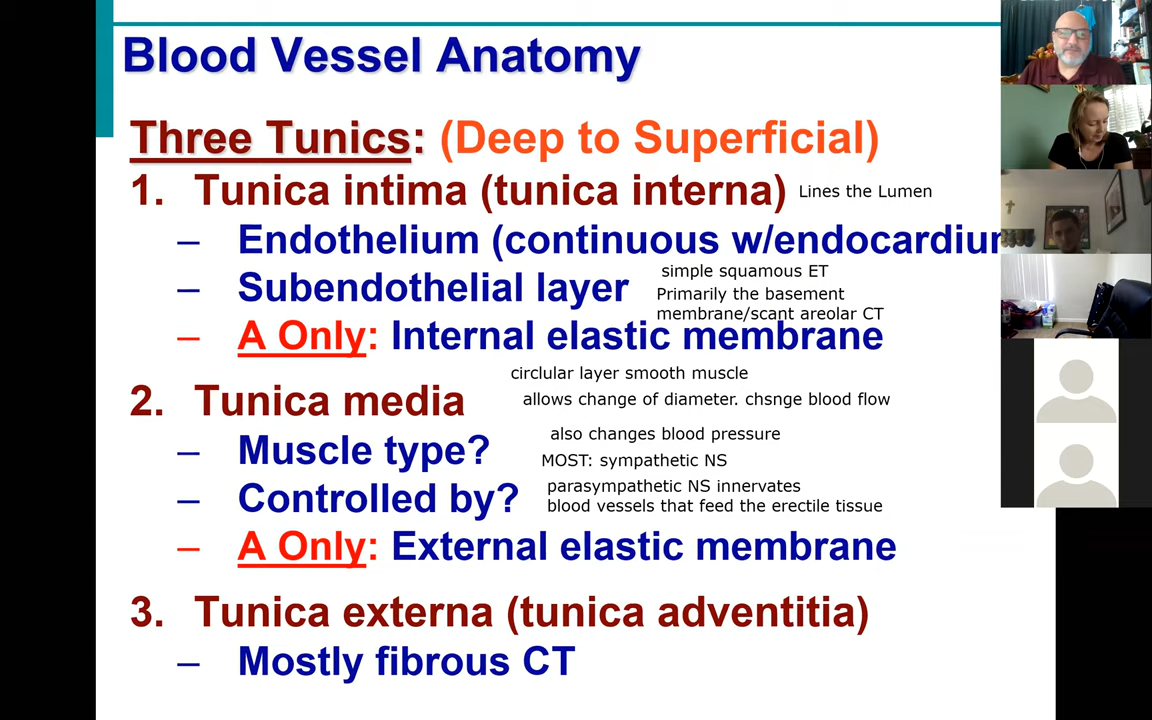 Blood Vessel Anatomy
Three Tunics: (Deep to Superficial)
1. Tunica intima (tunica interna) Lines the Lumen
– Endothelium (continuous w/endocardium
simple squamous ET
– Subendothelial layer Primarily the basement
membrane/scant areolar CT
– A Only: Internal elastic membrane
circlular layer smooth muscle
2. Tunica media allows change of diameter. chsnge blood flow
also changes blood pressure
– Muscle type? MOST: sympathetic NS
– Controlled by? parasympathetic NS innervates
blood vessels that feed the erectile tissue
– A Only: External elastic membrane
3. Tunica externa (tunica adventitia)
– Mostly fibrous CT